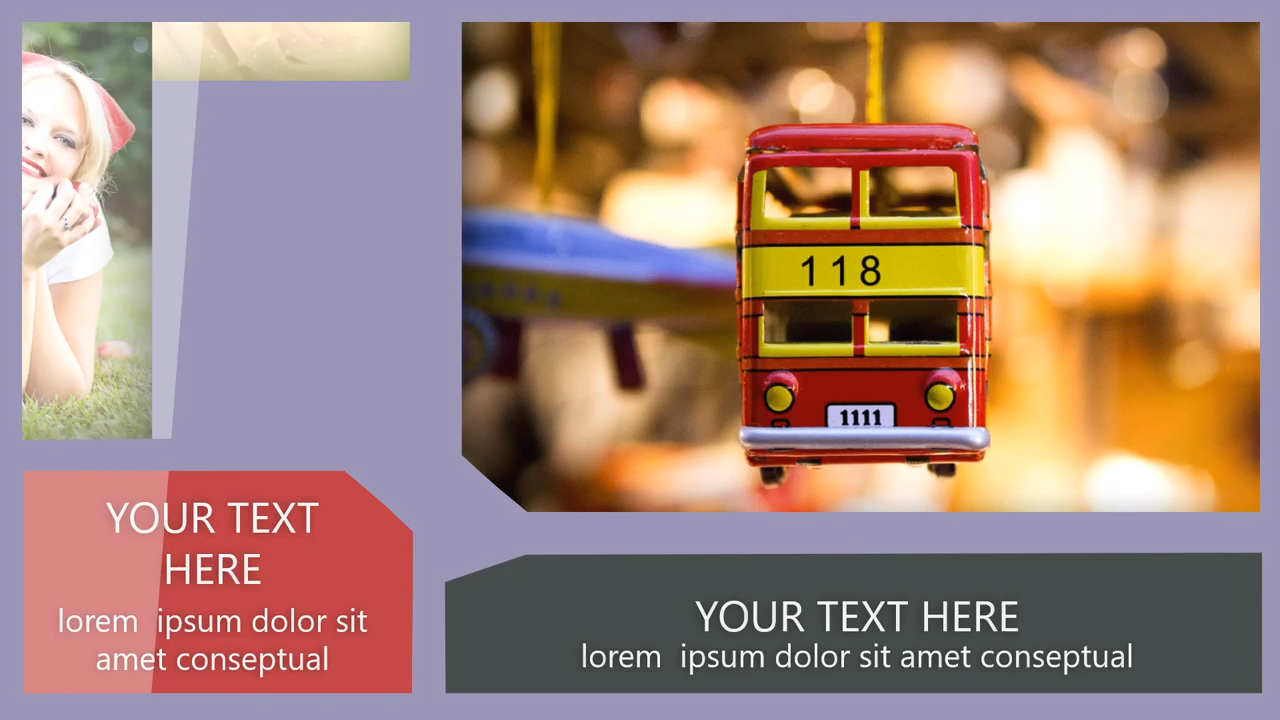 118
1111
YOUR TEXT
HERE
lorem  ipsum dolor sit
amet conseptual
YOUR TEXT HERE
lorem  ipsum dolor sit amet conseptual